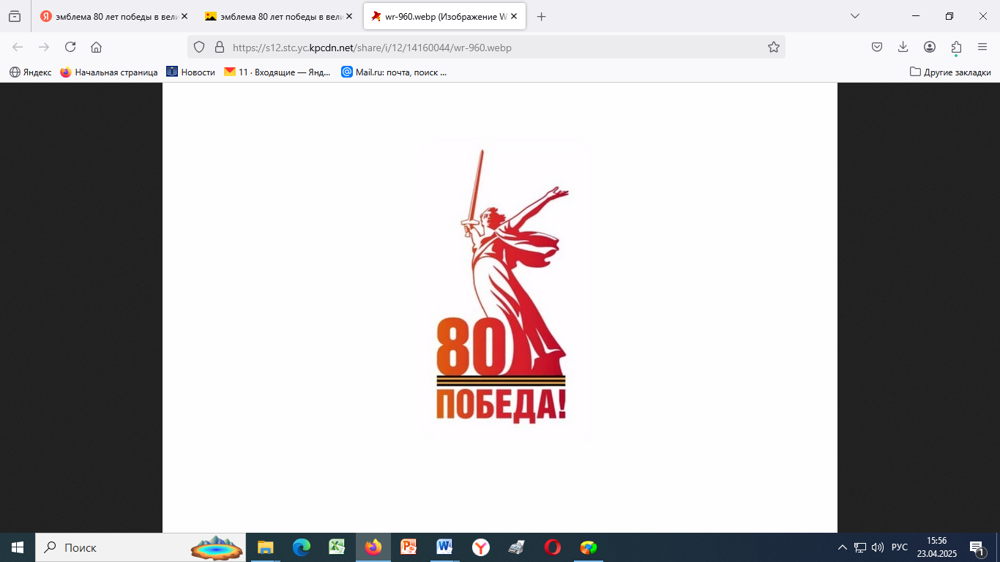 эмблема 80 лет победы в вели
эмблема 80 лет победы в вели
wr-960.webp (Изображение W
https://s12.stc.yc.kpcdn.net/share/i/12/14160044/wr-960.webp
Яндекс
Начальная страница
Новости
11 · Входящие — Янд...
Mail.ru: почта, поиск ...
Другие закладки
80
ПОБЕДА!
Поиск
РУС
15:56
23.04.2025
1